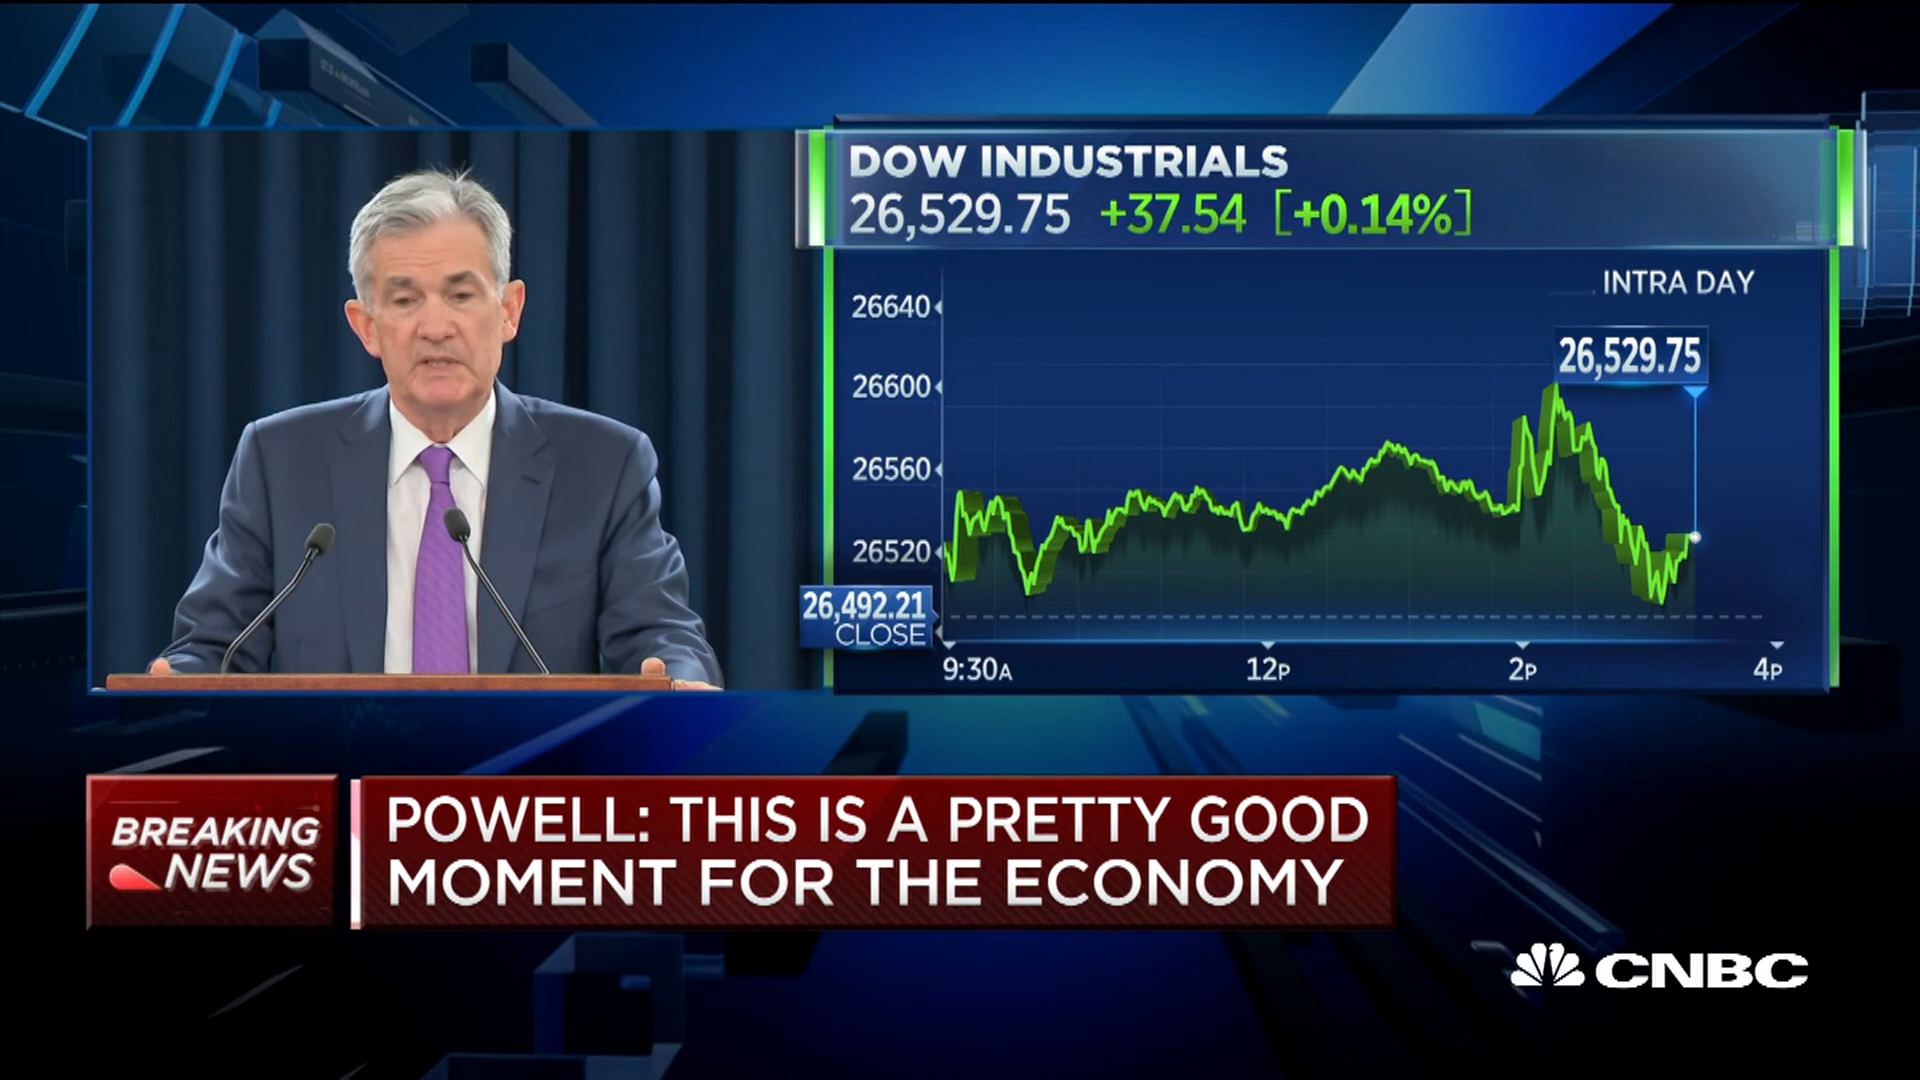 DOW INDUSTRIALS
26,529.75 +37.54 [+0.14%]
INTRA DAY
26640
26,529.75
26600
26560
26520
26,492.21
CLOSE
9:30A 12P 2P 4P
BREAKING
NEWS
POWELL: THIS IS A PRETTY GOOD
MOMENT FOR THE ECONOMY
CNBC